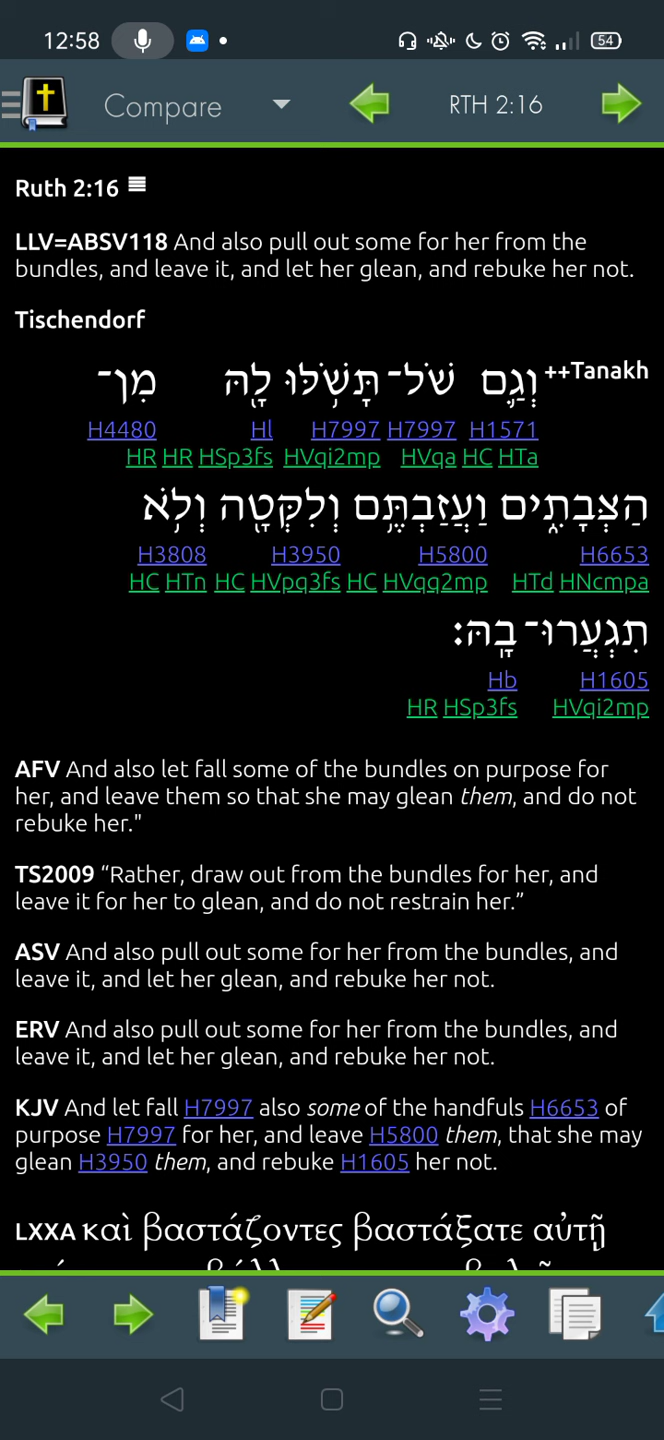 12:58
54
Compare
RTH 2:16
Ruth 2:16
LLV=ABSV118 And also pull out some for her from the
bundles, and leave it, and let her glean, and rebuke her not.
Tischendorf
++Tanakh וְגַ֛ם שֹׁל־תָּשֹׁ֥לּוּ לָ֖הּ מִן־
H4480 Hl H7997 H7997 H1571
HR HR HSp3fs HVqi2mp HVqa HC HTa
הַצְּבָתִ֑ים וַעֲזַבְתֶּ֥ם וְלִקְּטָ֖ה וְלֹ֥א
H3808 H3950 H5800 H6653
HC HTn HC HVpq3fs HC HVqq2mp HTd HNcmpa
תִגְעֲרוּ־בָֽהּ׃
Hb H1605
HR HSp3fs HVqi2mp
AFV And also let fall some of the bundles on purpose for
her, and leave them so that she may glean them, and do not
rebuke her."
TS2009 “Rather, draw out from the bundles for her, and
leave it for her to glean, and do not restrain her.”
ASV And also pull out some for her from the bundles, and
leave it, and let her glean, and rebuke her not.
ERV And also pull out some for her from the bundles, and
leave it, and let her glean, and rebuke her not.
KJV And let fall H7997 also some of the handfuls H6653 of
purpose H7997 for her, and leave H5800 them, that she may
glean H3950 them, and rebuke H1605 her not.
LXXA καὶ βαστάζοντες βαστάξατε αὐτῇ